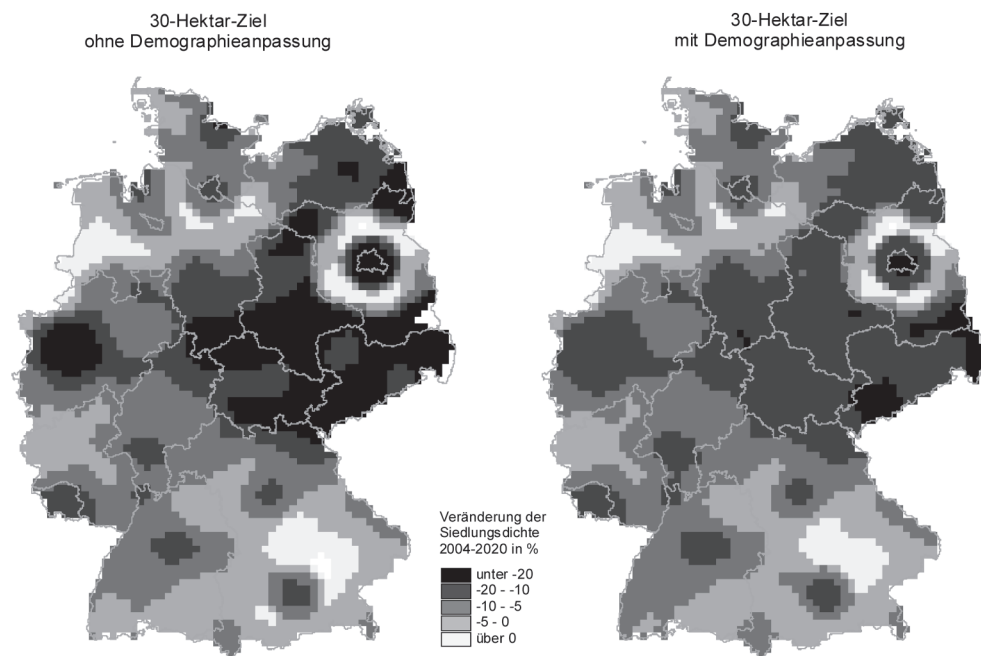 30-Hektar-Ziel
ohne Demographieanpassung
30-Hektar-Ziel
mit Demographieanpassung
Veränderung der
Siedlungsdichte
2004-2020 in %
unter -20
-20 - -10
-10 - -5
-5 - 0
über 0